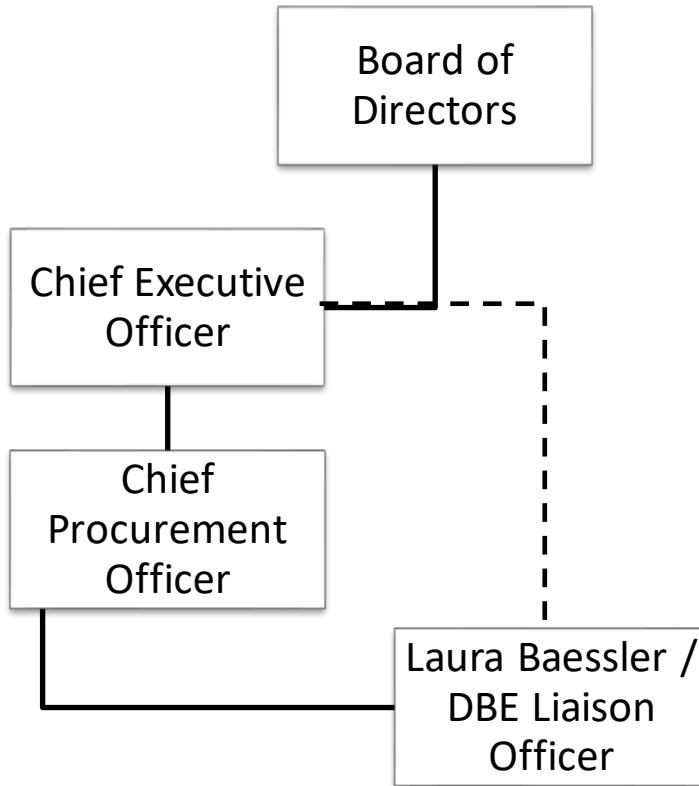 Board of
Directors
Chief Executive
Officer
Chief
Procurement
Officer
Laura Baessler /
DBE Liaison
Officer